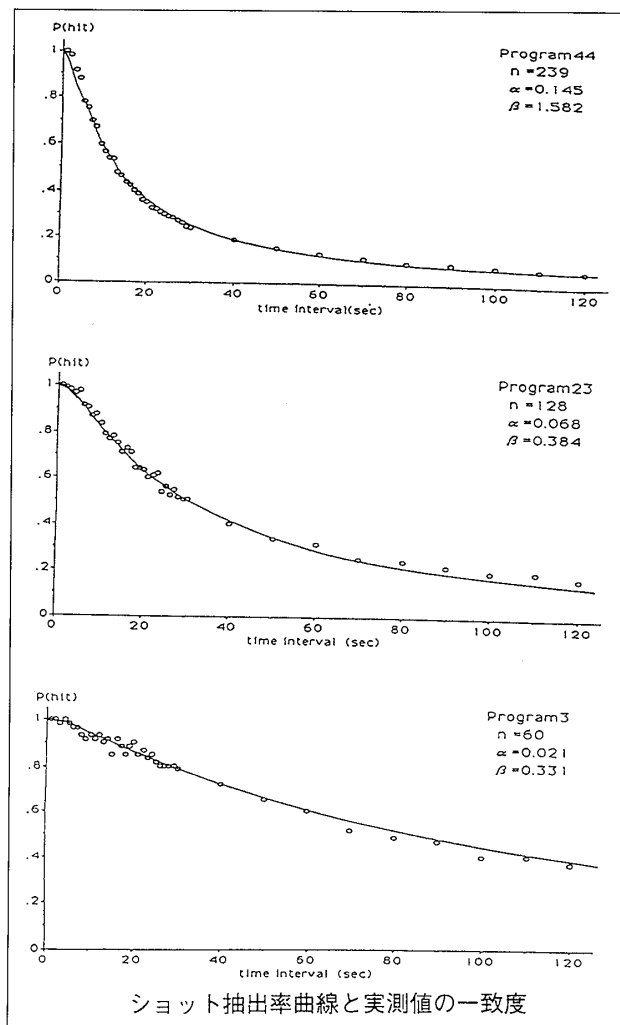 P(hit)
Program44
n=239
α=0.145
β=1.582
1
.8
.6
.4
.2
0
0 20 40 60 80 100 120
time interval(sec)
P(hit)
Program23
n=128
α=0.068
β=0.384
1
.8
.6
.4
.2
0
0 20 40 60 80 100 120
time interval (sec)
P(hit)
Program3
n=60
α=0.021
β=0.331
1
.8
.6
.4
.2
0
0 20 40 60 80 100 120
time interval (sec)
ショット抽出率曲線と実測値の一致度